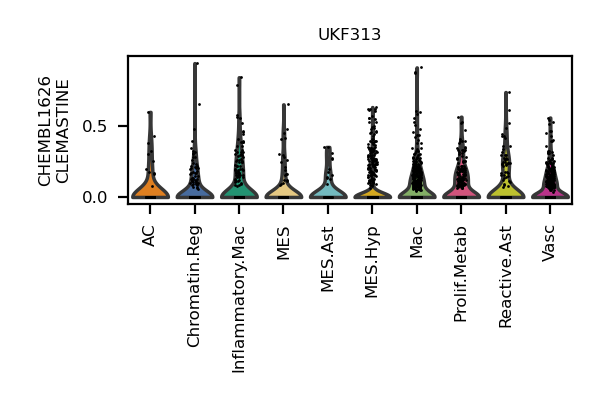 UKF313
CHEMBL1626
CLEMASTINE
0.5
0.0
AC
Chromatin.Reg
Inflammatory.Mac
MES
MES.Ast
MES.Hyp
Mac
Prolif.Metab
Reactive.Ast
Vasc